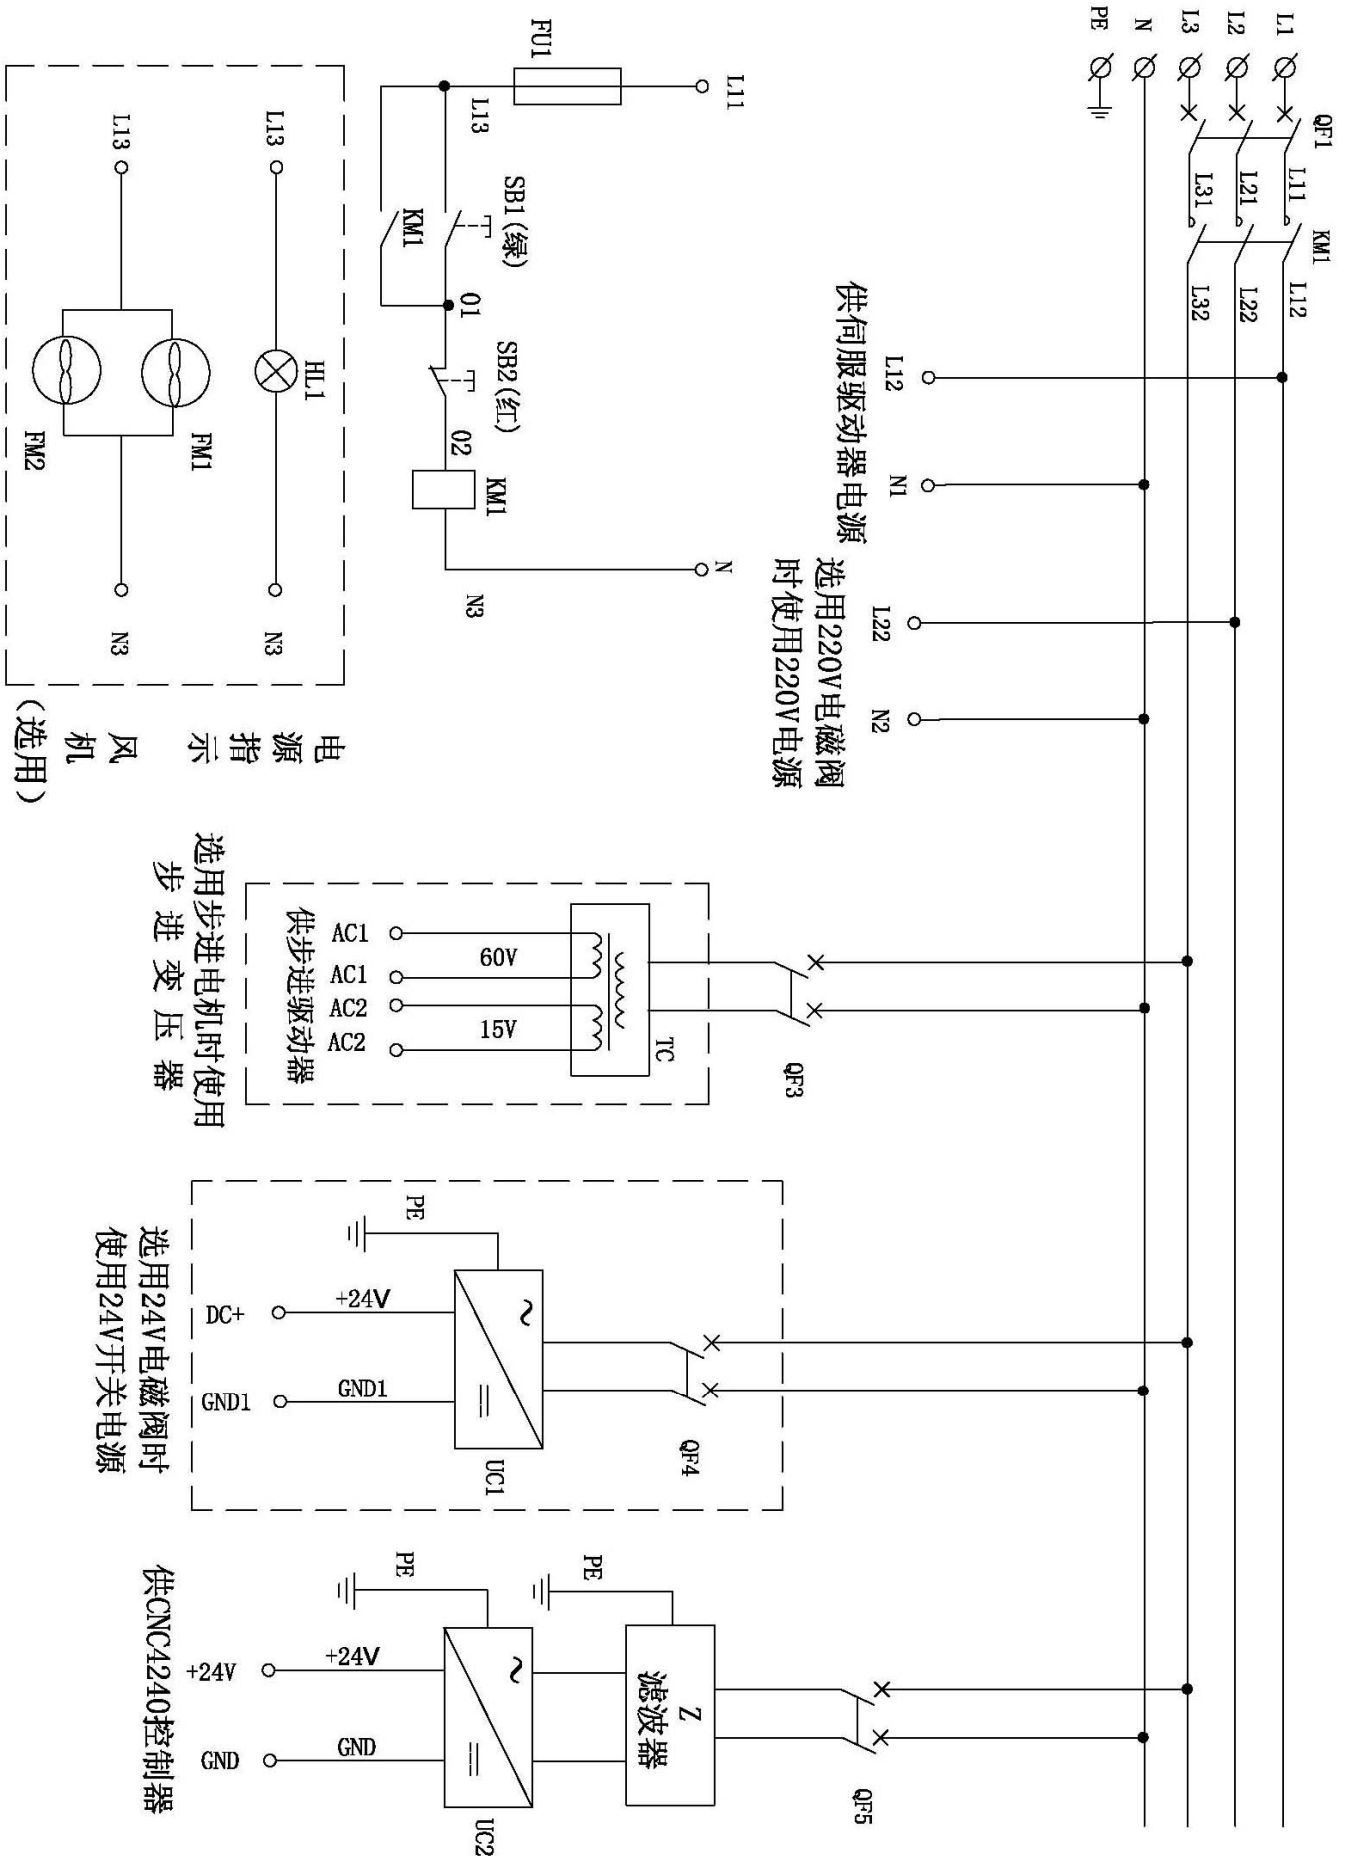 L1
L2
L3
N
PE
QF1
L11
L21
L31
KM1
L12
L22
L32
L12
N1
供伺服驱动器电源
L22
N2
选用220V电磁阀
时使用220V电源
L11
FU1
L13
SB1(绿)
KM1
01
SB2(红)
02
KM1
N
N3
L13
HL1
N3
L13
FM1
FM2
N3
电
源
指
示
风
机
(选用)
QF3
TC
60V
15V
AC1
AC1
AC2
AC2
供步进驱动器
选用步进电机时使用
步进变压器
QF4
UC1
PE
~
=
+24V
GND1
DC+
GND1
选用24V电磁阀时
使用24V开关电源
QF5
Z
滤波器
PE
UC2
PE
~
=
+24V
GND
+24V
GND
供CNC4240控制器